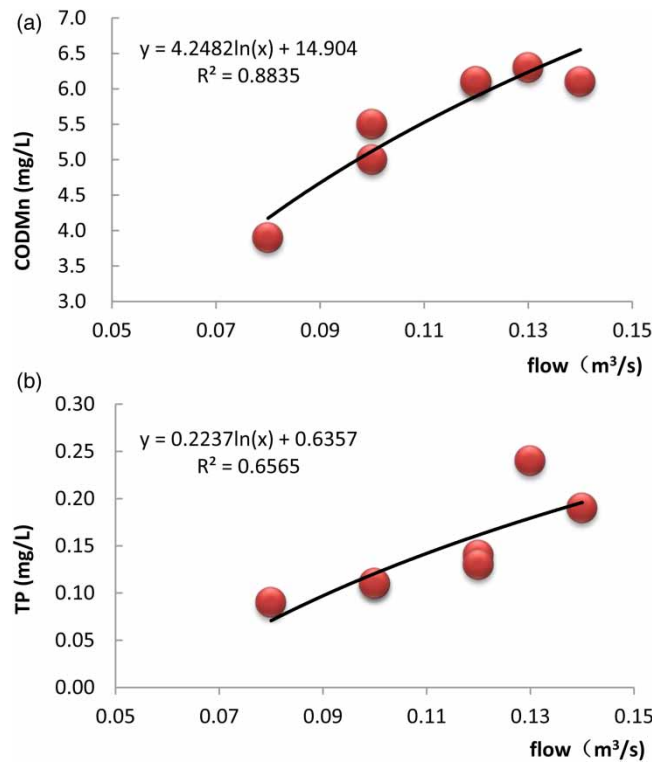 (a)
7.0
6.5
6.0
5.5
5.0
4.5
4.0
3.5
3.0
CODMn (mg/L)
y = 4.2482ln(x) + 14.904
R² = 0.8835
0.05 0.07 0.09 0.11 0.13 0.15
flow（m³/s)
(b)
0.30
0.25
0.20
0.15
0.10
0.05
0.00
TP (mg/L)
y = 0.2237ln(x) + 0.6357
R² = 0.6565
0.05 0.07 0.09 0.11 0.13 0.15
flow（m³/s)